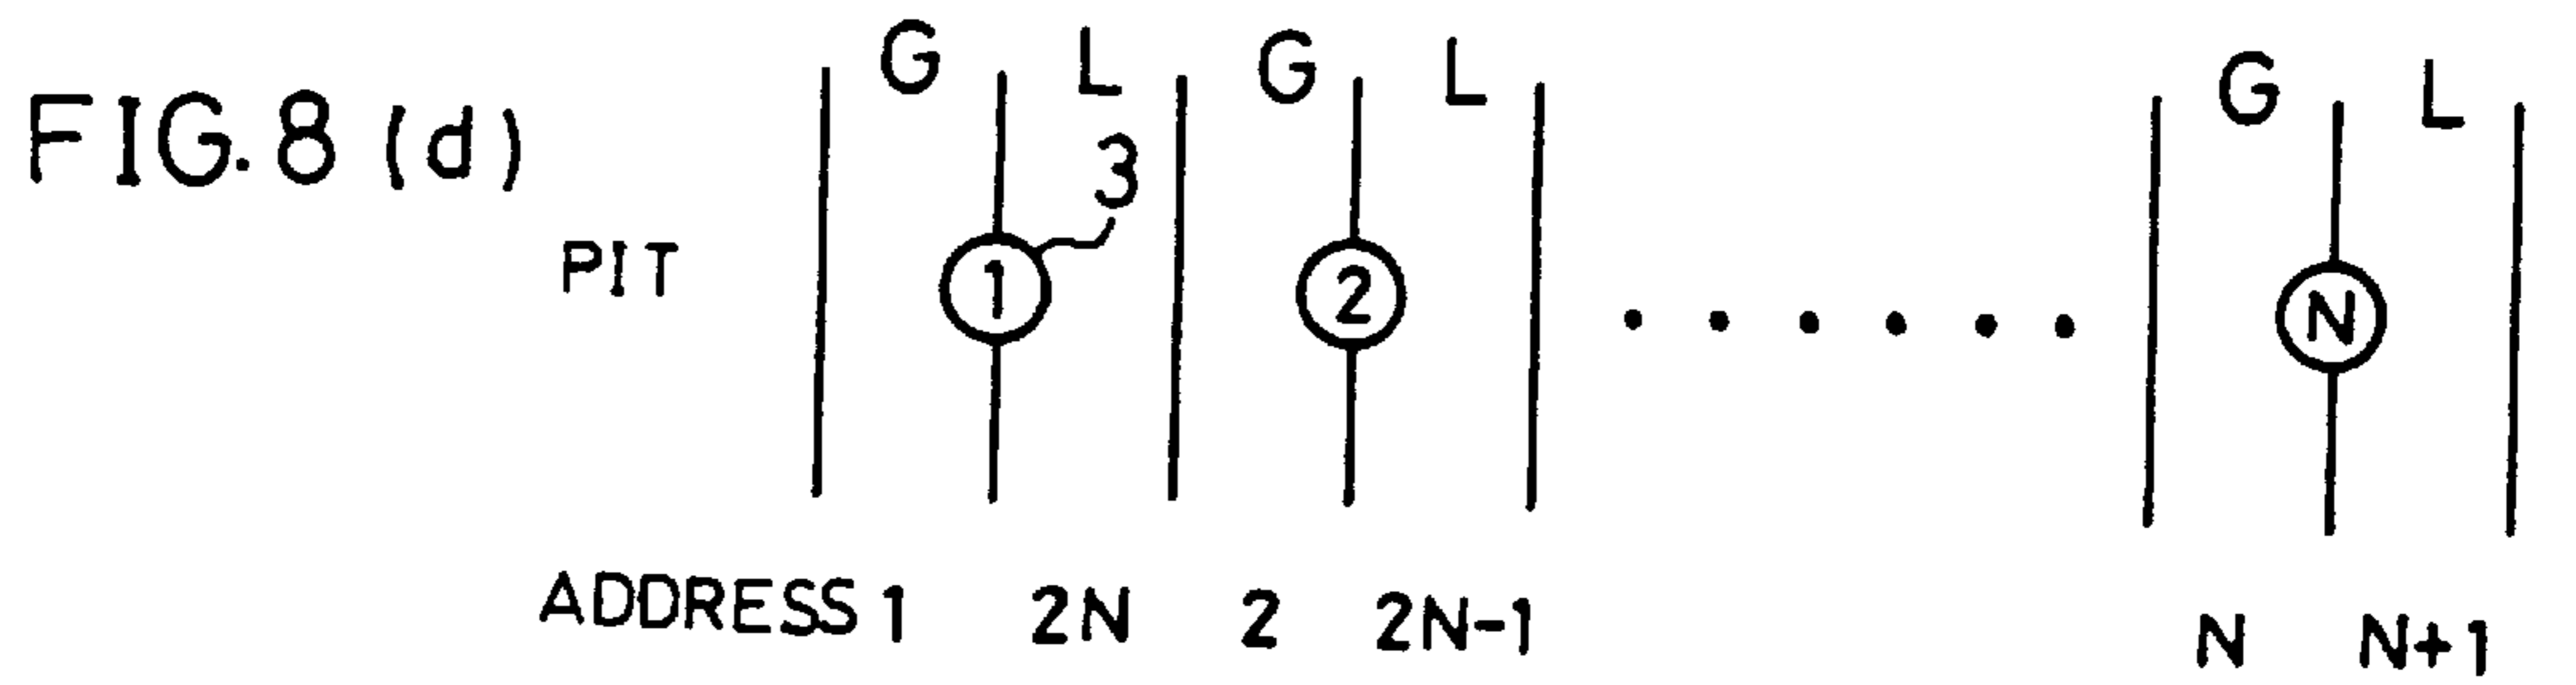 FIG. 8 (d)
G L G L G L
3
PIT 1 2 N
ADDRESS 1 2N 2 2N-1 N N+1